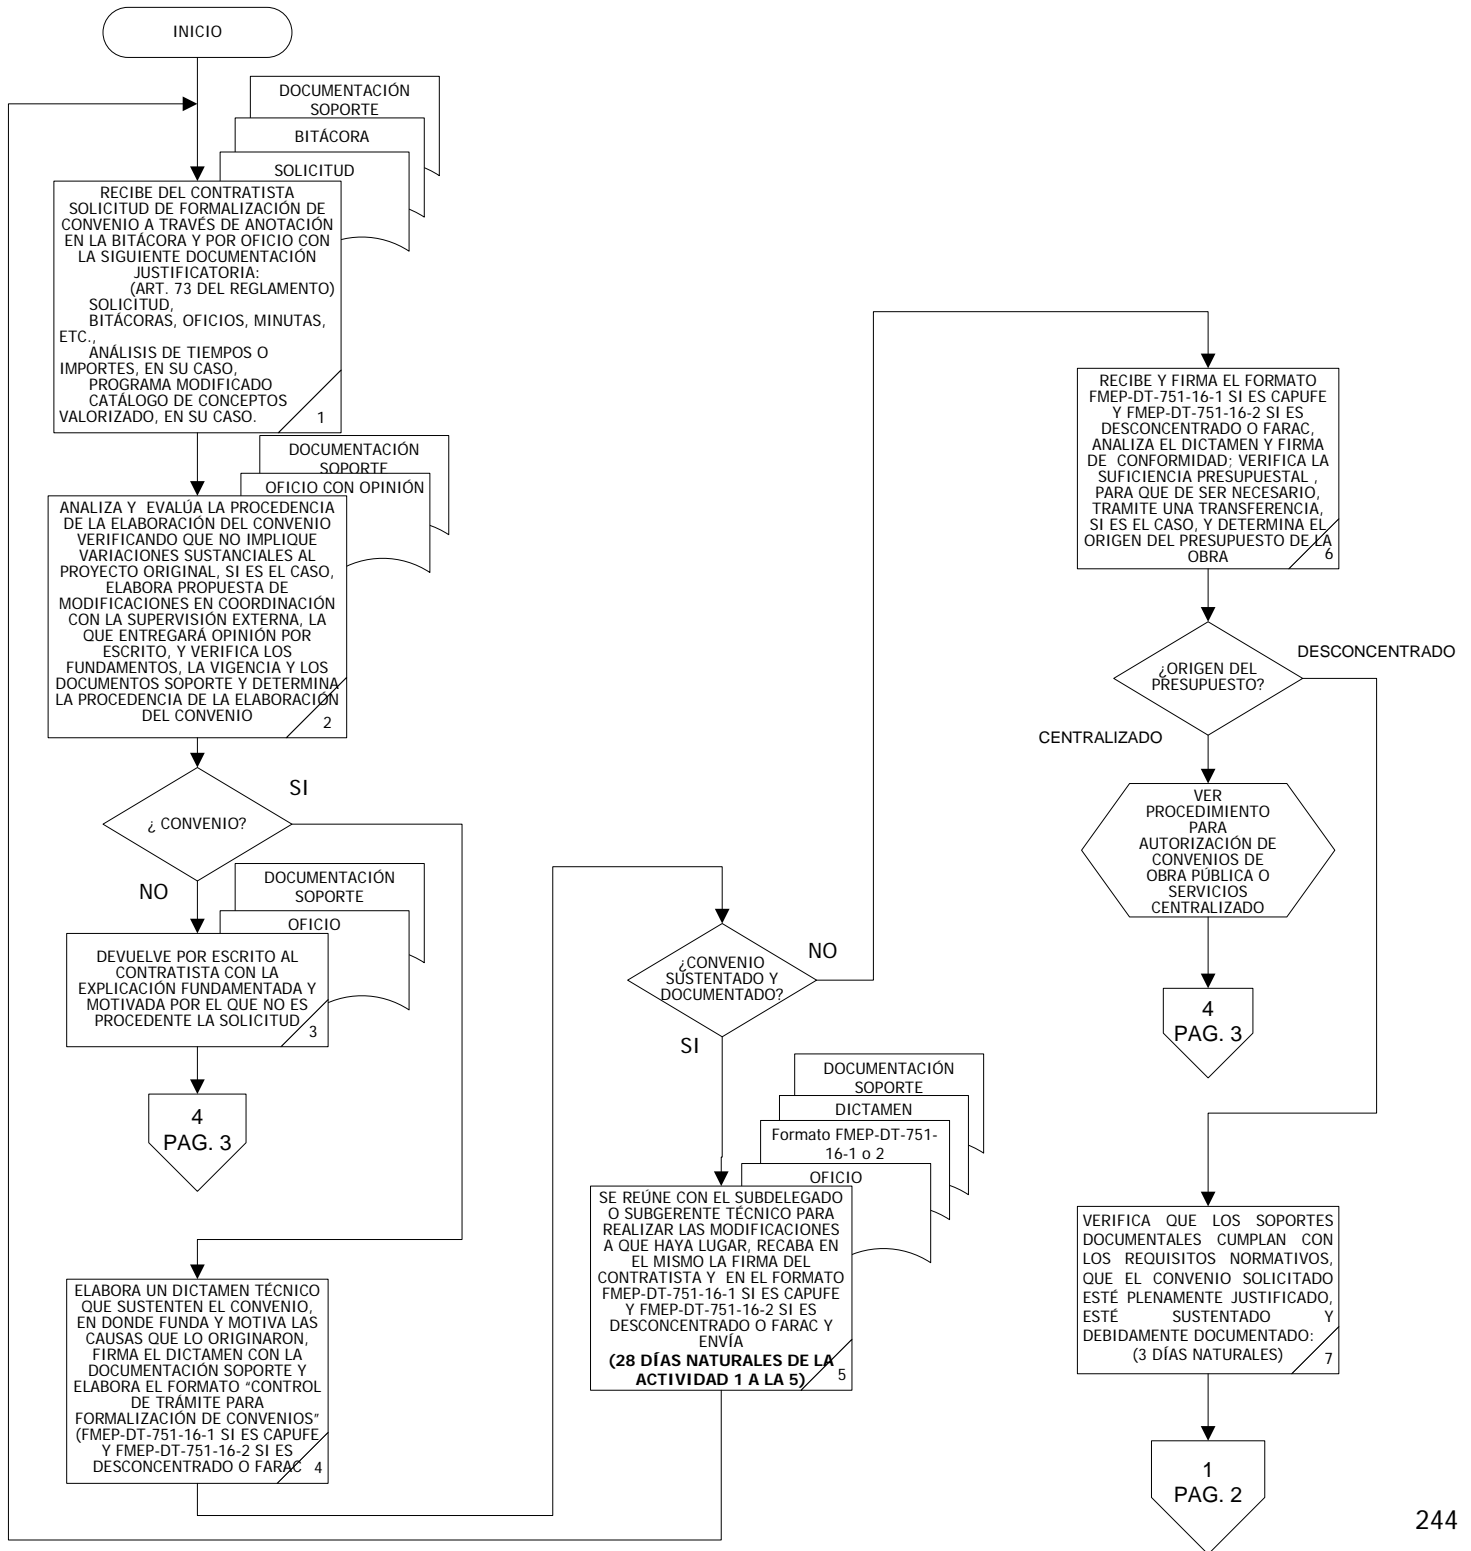 INICIO
DOCUMENTACIÓN
SOPORTE
BITÁCORA
SOLICITUD
RECIBE DEL CONTRATISTA
SOLICITUD DE FORMALIZACIÓN DE
CONVENIO A TRAVÉS DE ANOTACIÓN
EN LA BITÁCORA Y POR OFICIO CON
LA SIGUIENTE DOCUMENTACIÓN
JUSTIFICATORIA:
(ART. 73 DEL REGLAMENTO)
SOLICITUD,
BITÁCORAS, OFICIOS, MINUTAS,
ETC.,
ANÁLISIS DE TIEMPOS O
IMPORTES, EN SU CASO,
PROGRAMA MODIFICADO
CATÁLOGO DE CONCEPTOS
VALORIZADO, EN SU CASO.
1
DOCUMENTACIÓN
SOPORTE
OFICIO CON OPINIÓN
ANALIZA Y EVALÚA LA PROCEDENCIA
DE LA ELABORACIÓN DEL CONVENIO
VERIFICANDO QUE NO IMPLIQUE
VARIACIONES SUSTANCIALES AL
PROYECTO ORIGINAL, SI ES EL CASO,
ELABORA PROPUESTA DE
MODIFICACIONES EN COORDINACIÓN
CON LA SUPERVISIÓN EXTERNA, LA
QUE ENTREGARÁ OPINIÓN POR
ESCRITO, Y VERIFICA LOS
FUNDAMENTOS, LA VIGENCIA Y LOS
DOCUMENTOS SOPORTE Y DETERMINA
LA PROCEDENCIA DE LA ELABORACIÓN
DEL CONVENIO
2
¿ CONVENIO?
SI
NO
DOCUMENTACIÓN
SOPORTE
OFICIO
DEVUELVE POR ESCRITO AL
CONTRATISTA CON LA
EXPLICACIÓN FUNDAMENTADA Y
MOTIVADA POR EL QUE NO ES
PROCEDENTE LA SOLICITUD
3
4
PAG. 3
ELABORA UN DICTAMEN TÉCNICO
QUE SUSTENTEN EL CONVENIO,
EN DONDE FUNDA Y MOTIVA LAS
CAUSAS QUE LO ORIGINARON,
FIRMA EL DICTAMEN CON LA
DOCUMENTACIÓN SOPORTE Y
ELABORA EL FORMATO “CONTROL
DE TRÁMITE PARA
FORMALIZACIÓN DE CONVENIOS”
(FMEP-DT-751-16-1 SI ES CAPUFE
Y FMEP-DT-751-16-2 SI ES
DESCONCENTRADO O FARAC
4
¿CONVENIO
SUSTENTADO Y
DOCUMENTADO?
NO
SI
DOCUMENTACIÓN
SOPORTE
DICTAMEN
Formato FMEP-DT-751-
16-1 o 2
OFICIO
SE REÚNE CON EL SUBDELEGADO
O SUBGERENTE TÉCNICO PARA
REALIZAR LAS MODIFICACIONES
A QUE HAYA LUGAR, RECABA EN
EL MISMO LA FIRMA DEL
CONTRATISTA Y EN EL FORMATO
FMEP-DT-751-16-1 SI ES CAPUFE
Y FMEP-DT-751-16-2 SI ES
DESCONCENTRADO O FARAC Y
ENVÍA
(28 DÍAS NATURALES DE LA
ACTIVIDAD 1 A LA 5)
5
RECIBE Y FIRMA EL FORMATO
FMEP-DT-751-16-1 SI ES CAPUFE
Y FMEP-DT-751-16-2 SI ES
DESCONCENTRADO O FARAC,
ANALIZA EL DICTAMEN Y FIRMA
DE CONFORMIDAD; VERIFICA LA
SUFICIENCIA PRESUPUESTAL ,
PARA QUE DE SER NECESARIO,
TRAMITE UNA TRANSFERENCIA,
SI ES EL CASO, Y DETERMINA EL
ORIGEN DEL PRESUPUESTO DE LA
OBRA
6
¿ORIGEN DEL
PRESUPUESTO?
DESCONCENTRADO
CENTRALIZADO
VER
PROCEDIMIENTO
PARA
AUTORIZACIÓN DE
CONVENIOS DE
OBRA PÚBLICA O
SERVICIOS
CENTRALIZADO
4
PAG. 3
VERIFICA QUE LOS SOPORTES
DOCUMENTALES CUMPLAN CON
LOS REQUISITOS NORMATIVOS,
QUE EL CONVENIO SOLICITADO
ESTÉ PLENAMENTE JUSTIFICADO,
ESTÉ SUSTENTADO Y
DEBIDAMENTE DOCUMENTADO:
(3 DÍAS NATURALES)
7
1
PAG. 2
244